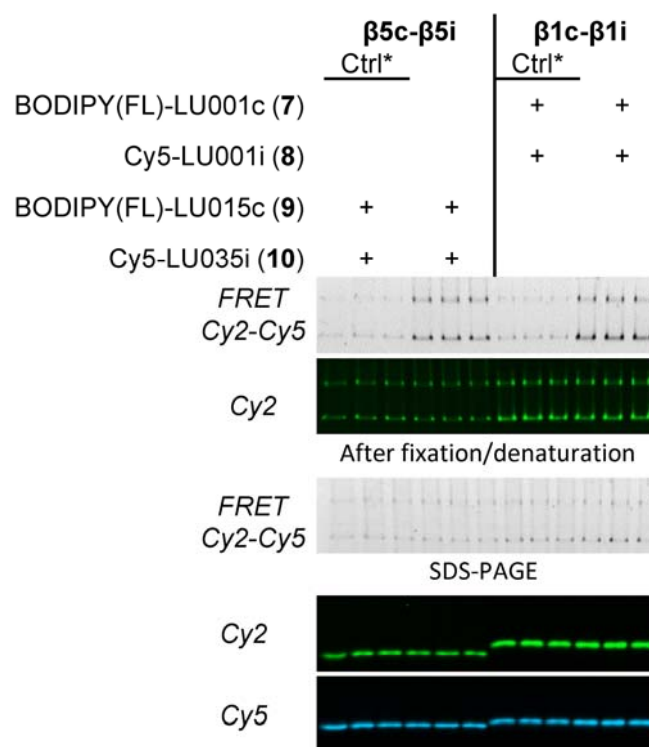 β5c-β5i β1c-β1i
Ctrl* Ctrl*
BODIPY(FL)-LU001c (7) + +
Cy5-LU001i (8) + +
BODIPY(FL)-LU015c (9) + +
Cy5-LU035i (10) + +
FRET
Cy2-Cy5
Cy2
After fixation/denaturation
FRET
Cy2-Cy5
SDS-PAGE
Cy2
Cy5